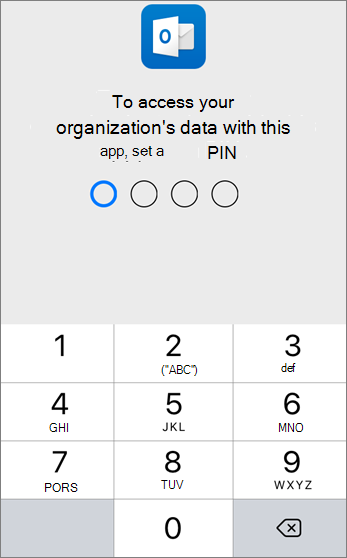 To access your
organization's data with this
app, set a PIN
1 2 3
("ABC") def
4 5 6
GHI JKL MNO
7 8 9
PORS TUV WXYZ
0